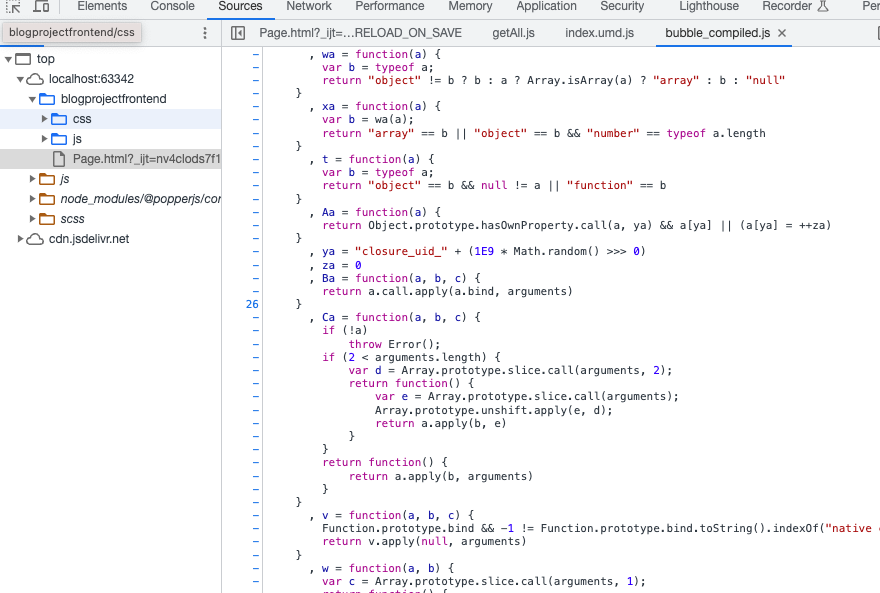 Elements Console Sources Network Performance Memory Application Security Lighthouse Recorder
blogprojectfrontend/css
Page.html?_ijt=…RELOAD_ON_SAVE getAll.js index.umd.js bubble_compiled.js ×
top
localhost:63342
blogprojectfrontend
css
js
Page.html?_ijt=nv4clods7f1
js
node_modules/@popperjs/cor
scss
cdn.jsdelivr.net
, wa = function(a) {
var b = typeof a;
return "object" != b ? b : a ? Array.isArray(a) ? "array" : b : "null"
}
, xa = function(a) {
var b = wa(a);
return "array" == b || "object" == b && "number" == typeof a.length
}
, t = function(a) {
var b = typeof a;
return "object" == b && null != a || "function" == b
}
, Aa = function(a) {
return Object.prototype.hasOwnProperty.call(a, ya) && a[ya] || (a[ya] = ++za)
}
, ya = "closure_uid_" + (1E9 * Math.random() >>> 0)
, za = 0
, Ba = function(a, b, c) {
return a.call.apply(a.bind, arguments)
26 }
, Ca = function(a, b, c) {
if (!a)
throw Error();
if (2 < arguments.length) {
var d = Array.prototype.slice.call(arguments, 2);
return function() {
var e = Array.prototype.slice.call(arguments);
Array.prototype.unshift.apply(e, d);
return a.apply(b, e)
}
}
return function() {
return a.apply(b, arguments)
}
}
, v = function(a, b, c) {
Function.prototype.bind && -1 != Function.prototype.bind.toString().indexOf("native
return v.apply(null, arguments)
}
, w = function(a, b) {
var c = Array.prototype.slice.call(arguments, 1);
return function() {